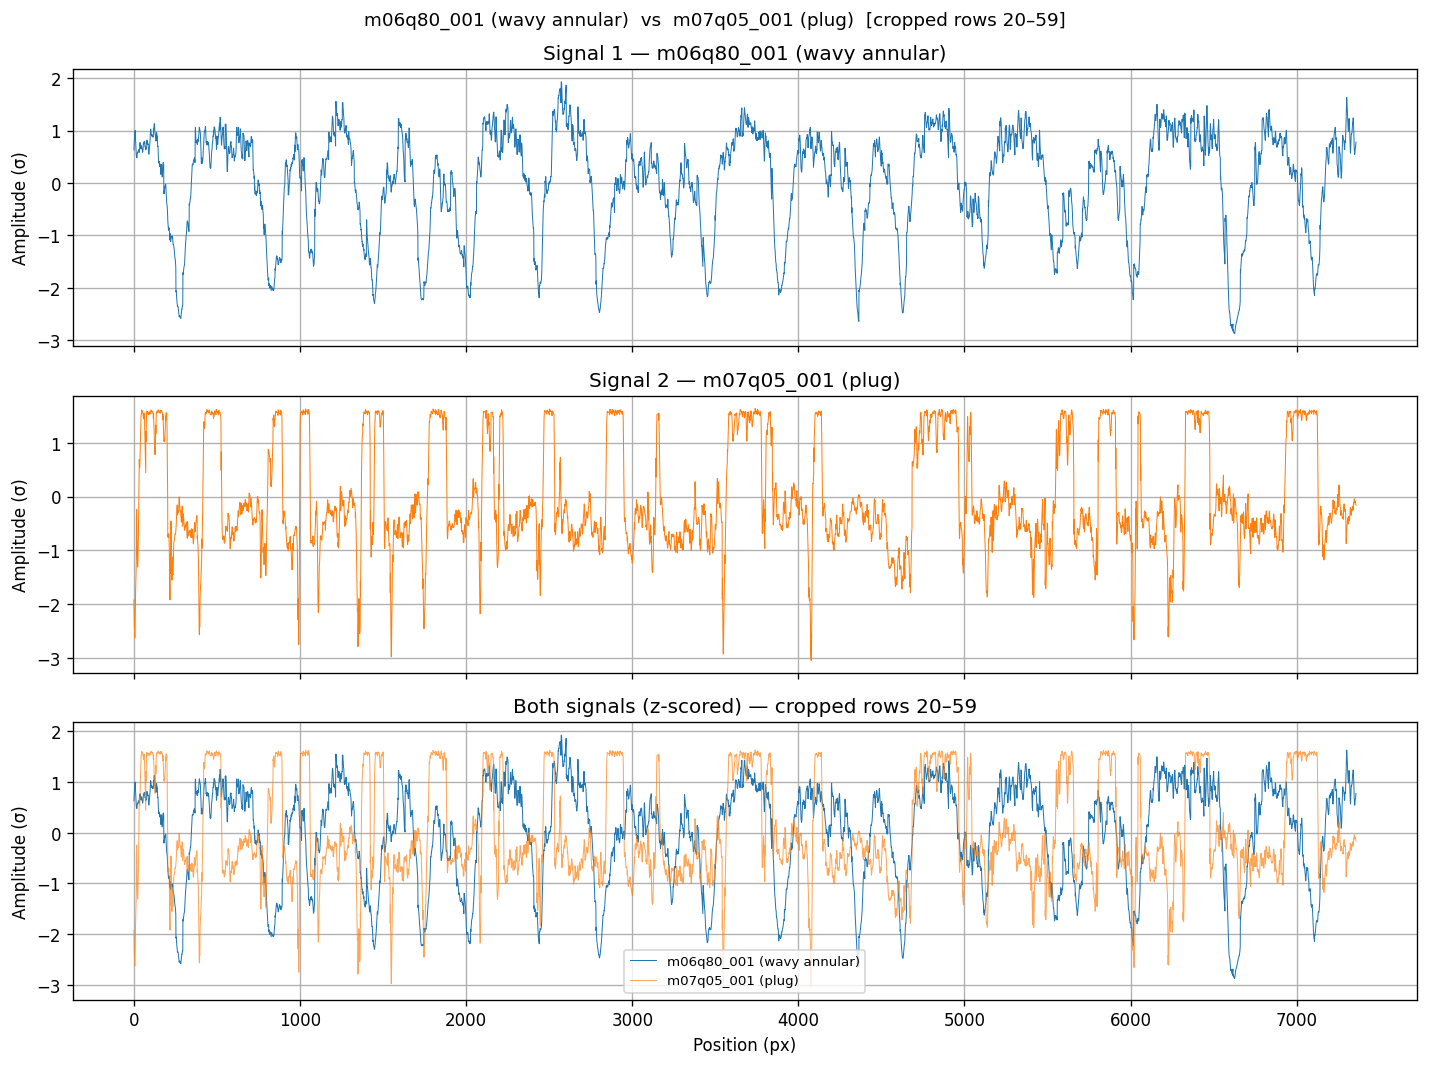 m06q80_001 (wavy annular)  vs  m07q05_001 (plug)  [cropped rows 20–59]
Signal 1 — m06q80_001 (wavy annular)
Amplitude (σ)
2
1
0
−1
−2
−3
Signal 2 — m07q05_001 (plug)
Amplitude (σ)
1
0
−1
−2
−3
Both signals (z-scored) — cropped rows 20–59
Amplitude (σ)
2
1
0
−1
−2
−3
m06q80_001 (wavy annular)
m07q05_001 (plug)
0 1000 2000 3000 4000 5000 6000 7000
Position (px)